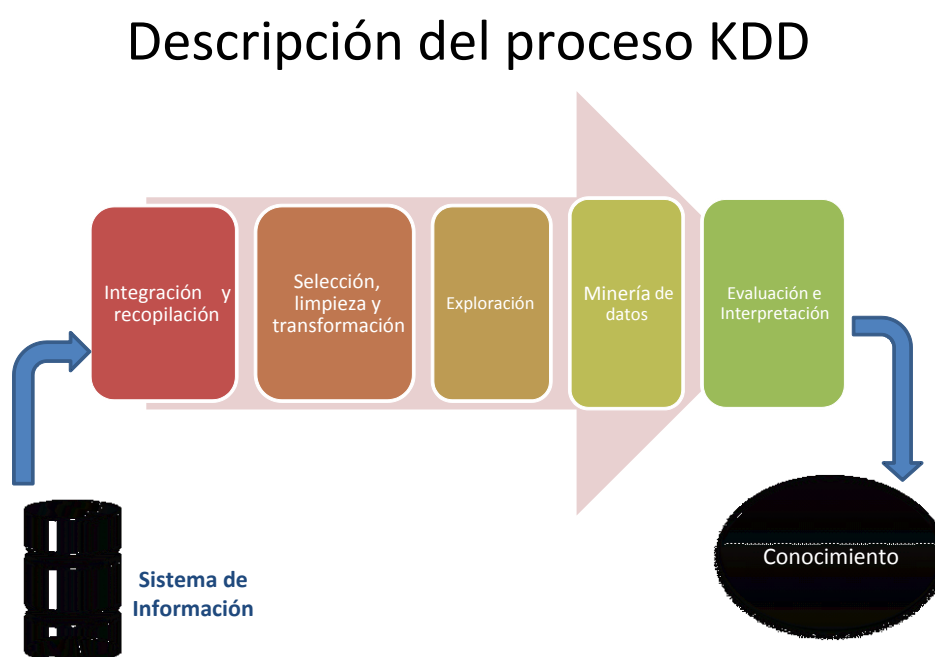 Descripción del proceso KDD
Integración y
recopilación
Selección,
limpieza y
transformación
Exploración
Minería de
datos
Evaluación e
Interpretación
Sistema de
Información
Conocimiento